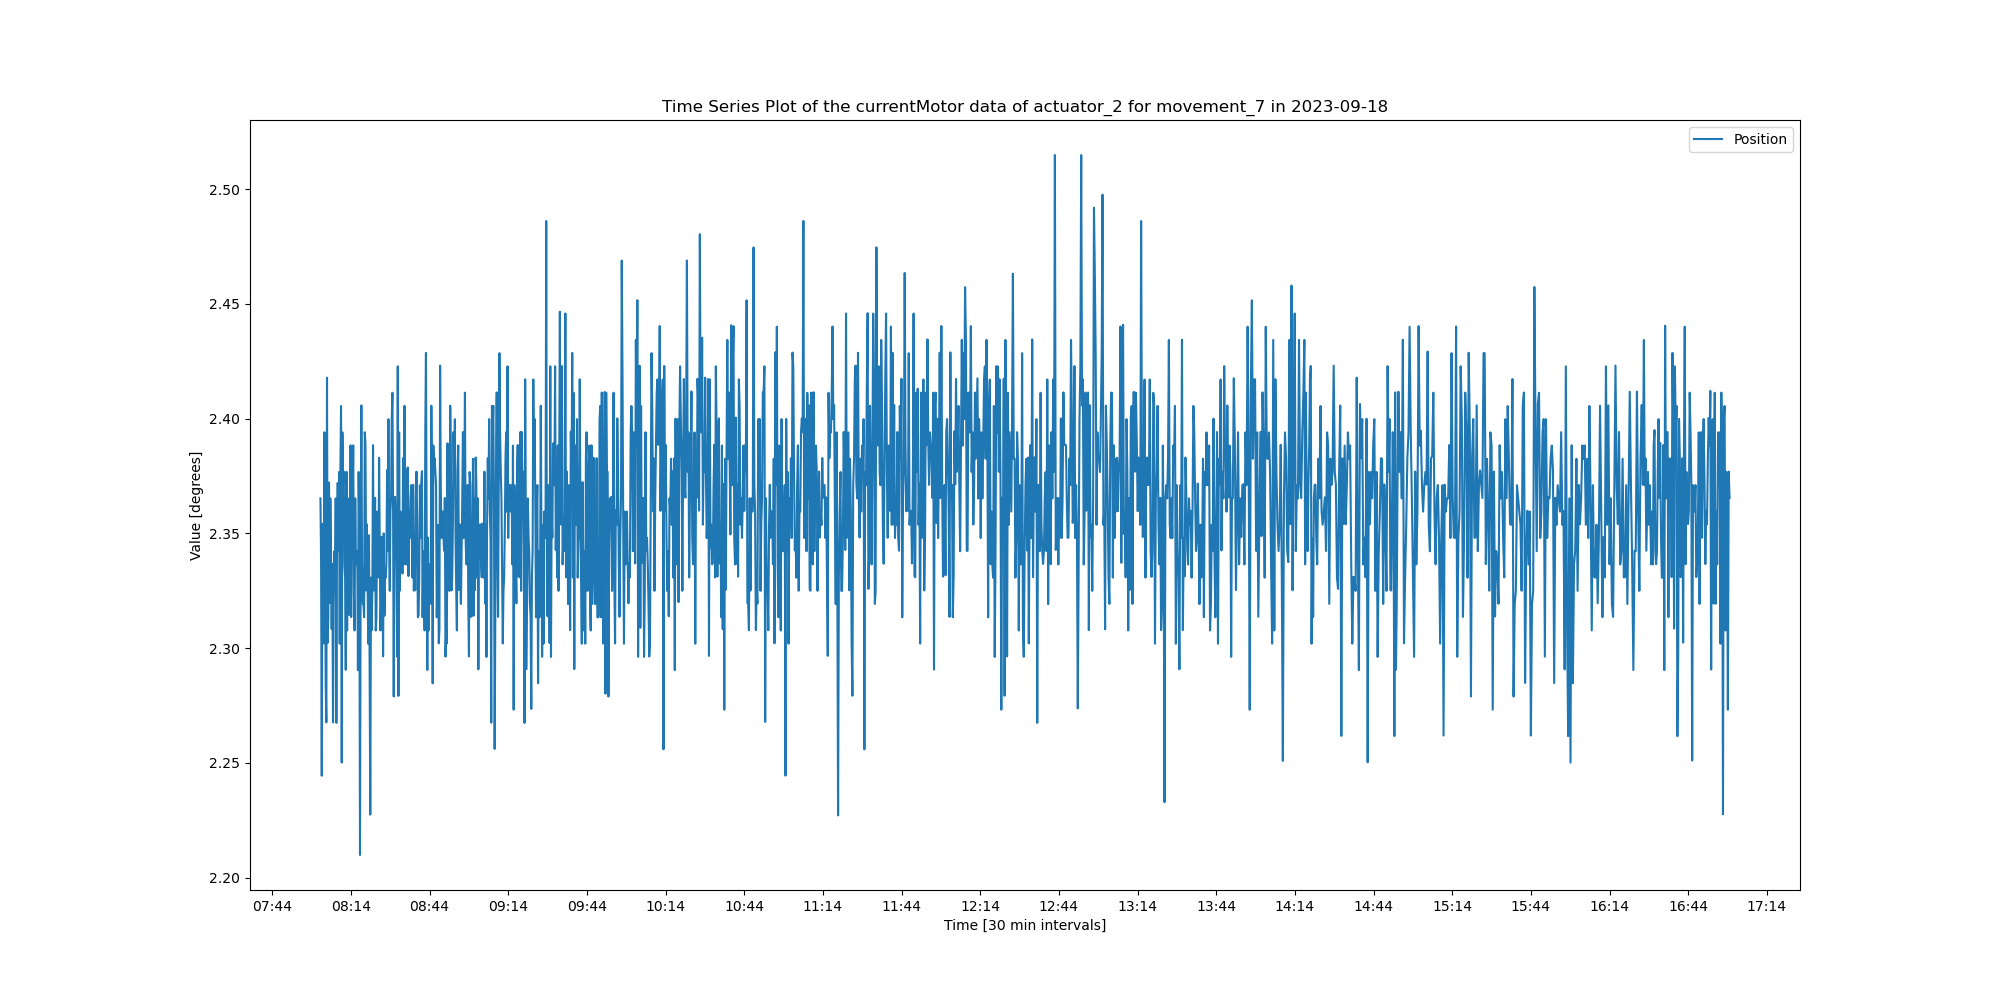 Time Series Plot of the currentMotor data of actuator_2 for movement_7 in 2023-09-18
Position
2.50
2.45
2.40
2.35
2.30
2.25
2.20
Value [degrees]
07:44 08:14 08:44 09:14 09:44 10:14 10:44 11:14 11:44 12:14 12:44 13:14 13:44 14:14 14:44 15:14 15:44 16:14 16:44 17:14
Time [30 min intervals]